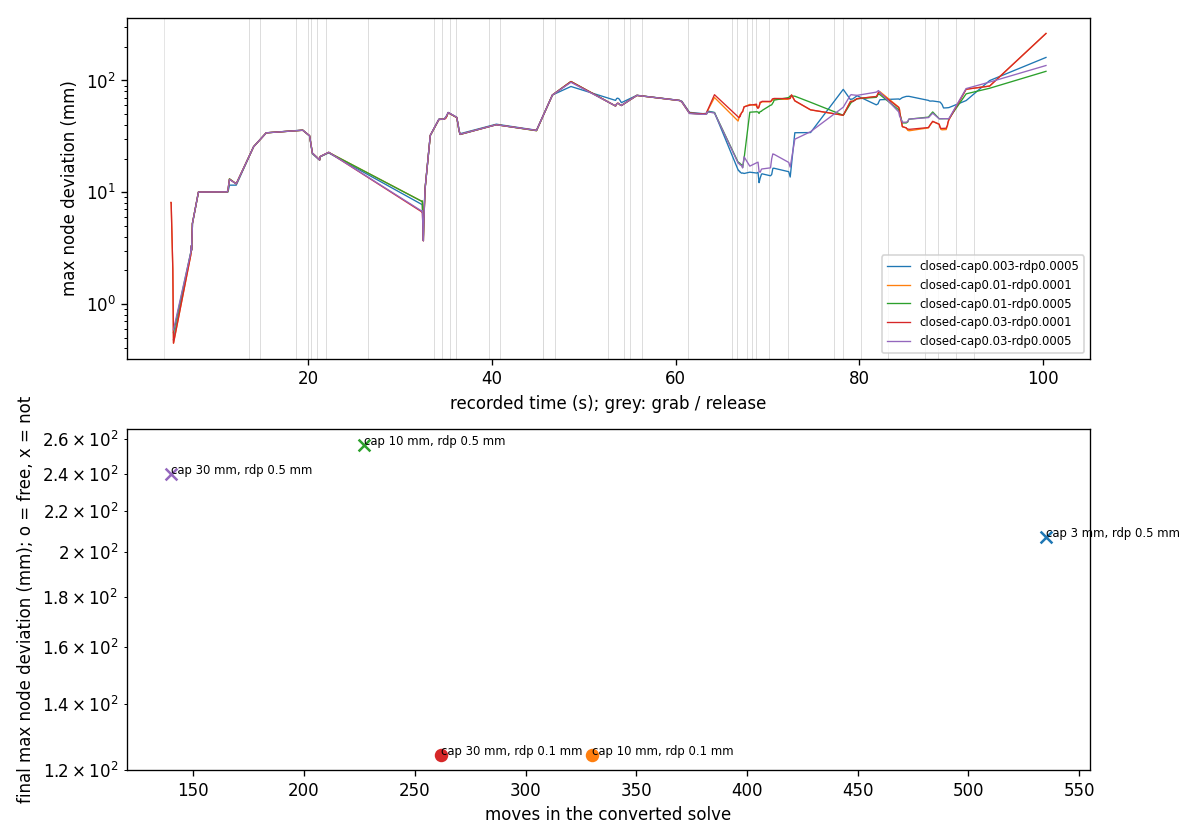 max node deviation (mm)
10²
10¹
10⁰
closed-cap0.003-rdp0.0005
closed-cap0.01-rdp0.0001
closed-cap0.01-rdp0.0005
closed-cap0.03-rdp0.0001
closed-cap0.03-rdp0.0005
20 40 60 80 100
recorded time (s); grey: grab / release
final max node deviation (mm); o = free, x = not
2.6 × 10²
2.4 × 10²
2.2 × 10²
2 × 10²
1.8 × 10²
1.6 × 10²
1.4 × 10²
1.2 × 10²
cap 10 mm, rdp 0.5 mm
cap 30 mm, rdp 0.5 mm
cap 3 mm, rdp 0.5 mm
cap 30 mm, rdp 0.1 mm
cap 10 mm, rdp 0.1 mm
150 200 250 300 350 400 450 500 550
moves in the converted solve